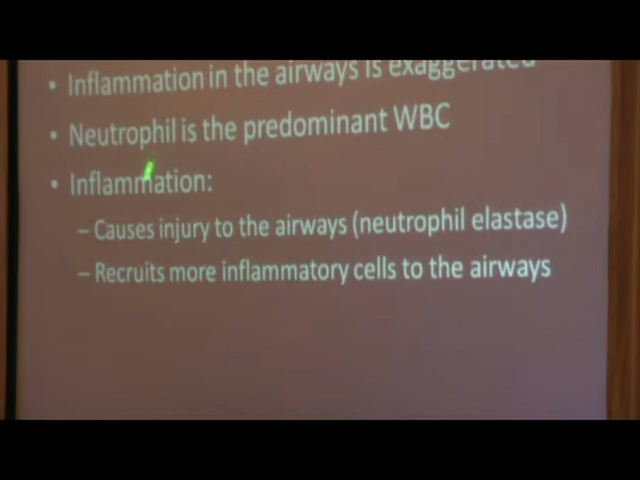 • Inflammation in the airways is exaggerated
• Neutrophil is the predominant WBC
• Inflammation:
– Causes injury to the airways (neutrophil elastase)
– Recruits more inflammatory cells to the airways